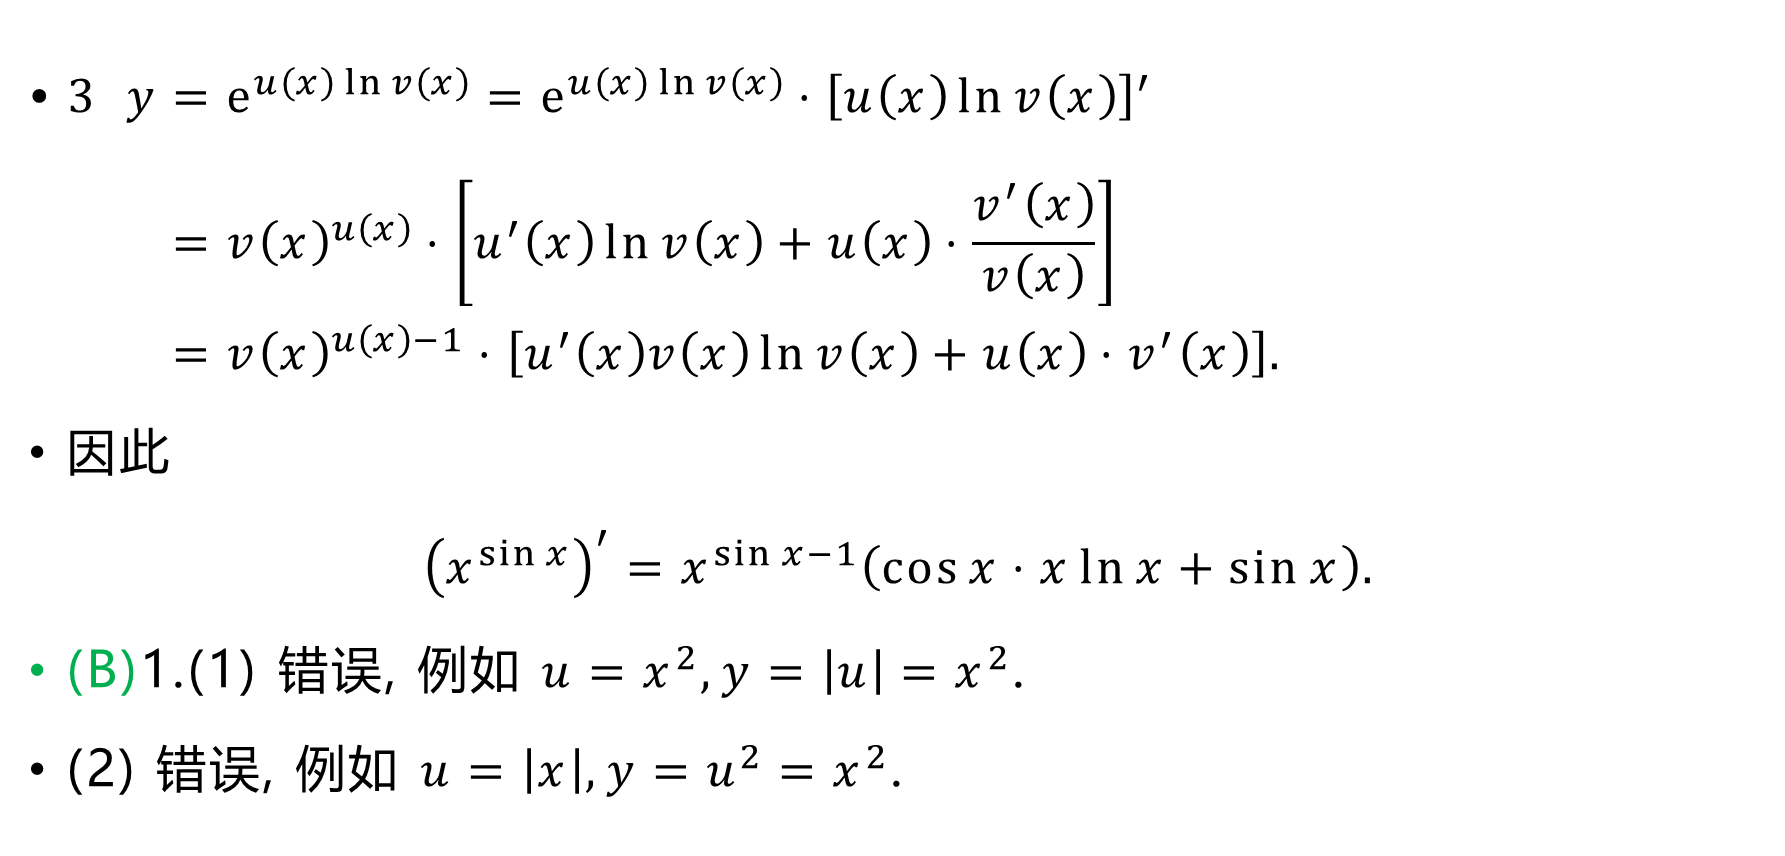 • 3 y = e^{u(x) ln v(x)} = e^{u(x) ln v(x)} · [u(x) ln v(x)]′
= v(x)^{u(x)} · [u′(x) ln v(x) + u(x) · \frac{v′(x)}{v(x)}]
= v(x)^{u(x)−1} · [u′(x)v(x) ln v(x) + u(x) · v′(x)].
• 因此
(x^{sin x})′ = x^{sin x−1}(cos x · x ln x + sin x).
• (B)1.(1) 错误, 例如 u = x², y = |u| = x².
• (2) 错误, 例如 u = |x|, y = u² = x².